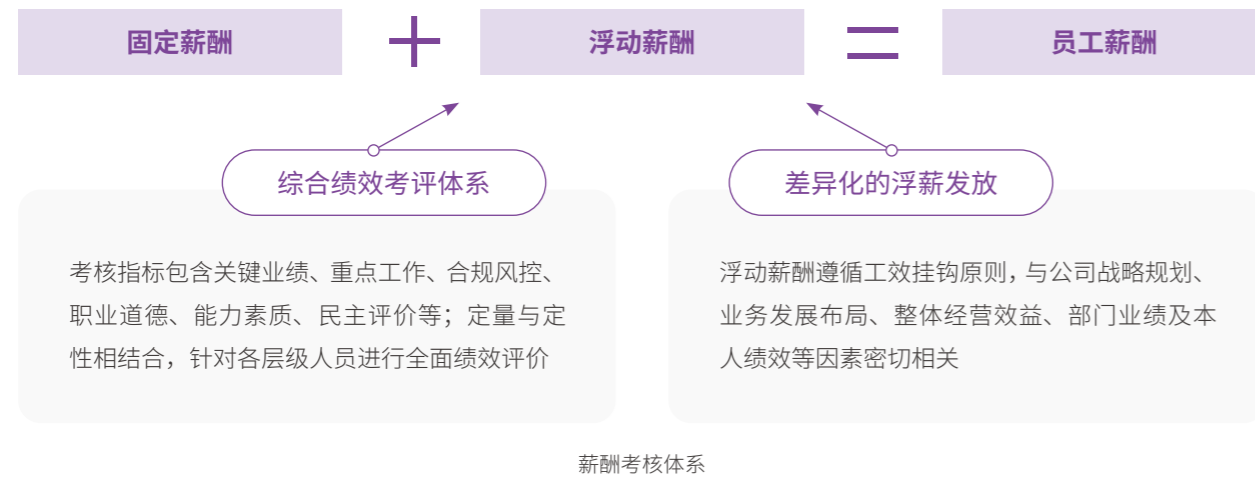 固定薪酬 + 浮动薪酬 = 员工薪酬
综合绩效考评体系
考核指标包含关键业绩、重点工作、合规风控、
职业道德、能力素质、民主评价等；定量与定
性相结合，针对各层级人员进行全面绩效评价
差异化的浮薪发放
浮动薪酬遵循工效挂钩原则，与公司战略规划、
业务发展布局、整体经营效益、部门业绩及本
人绩效等因素密切相关
薪酬考核体系